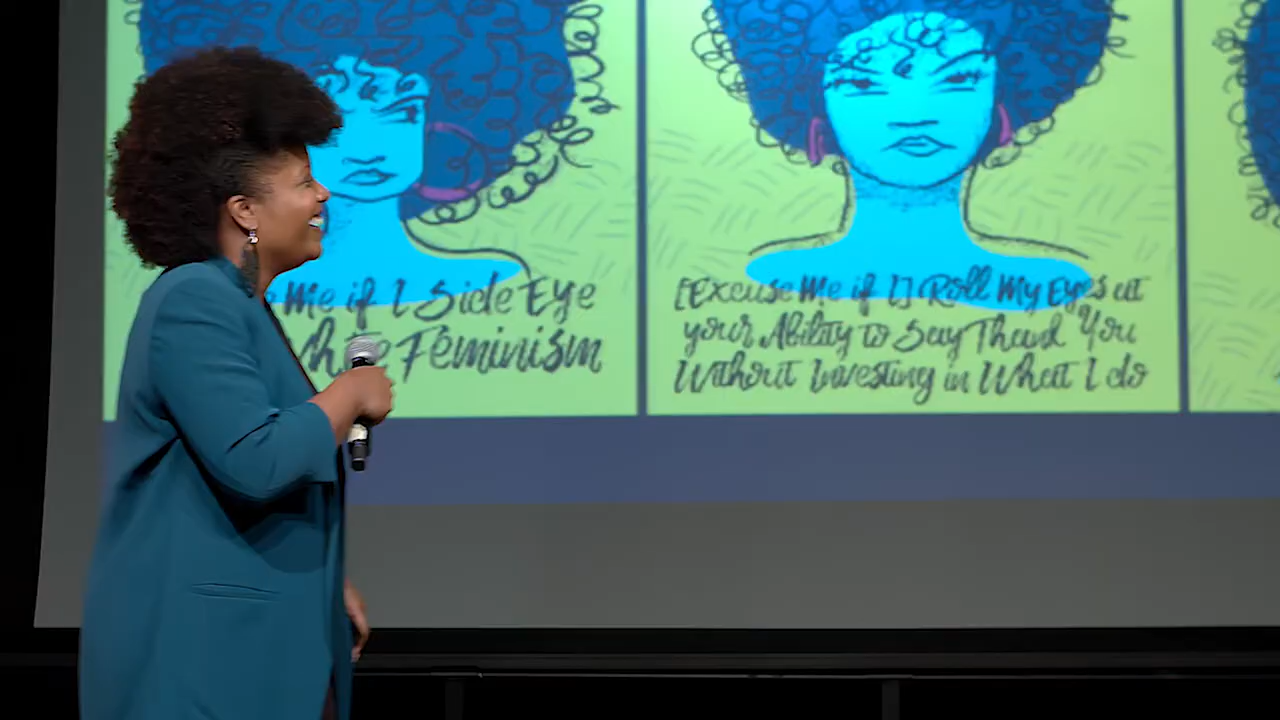 Me if I Side Eye
Feminism
[Excuse Me if I] Roll My Eyes at
your Ability to Say Thank You
Without Investing in What I do